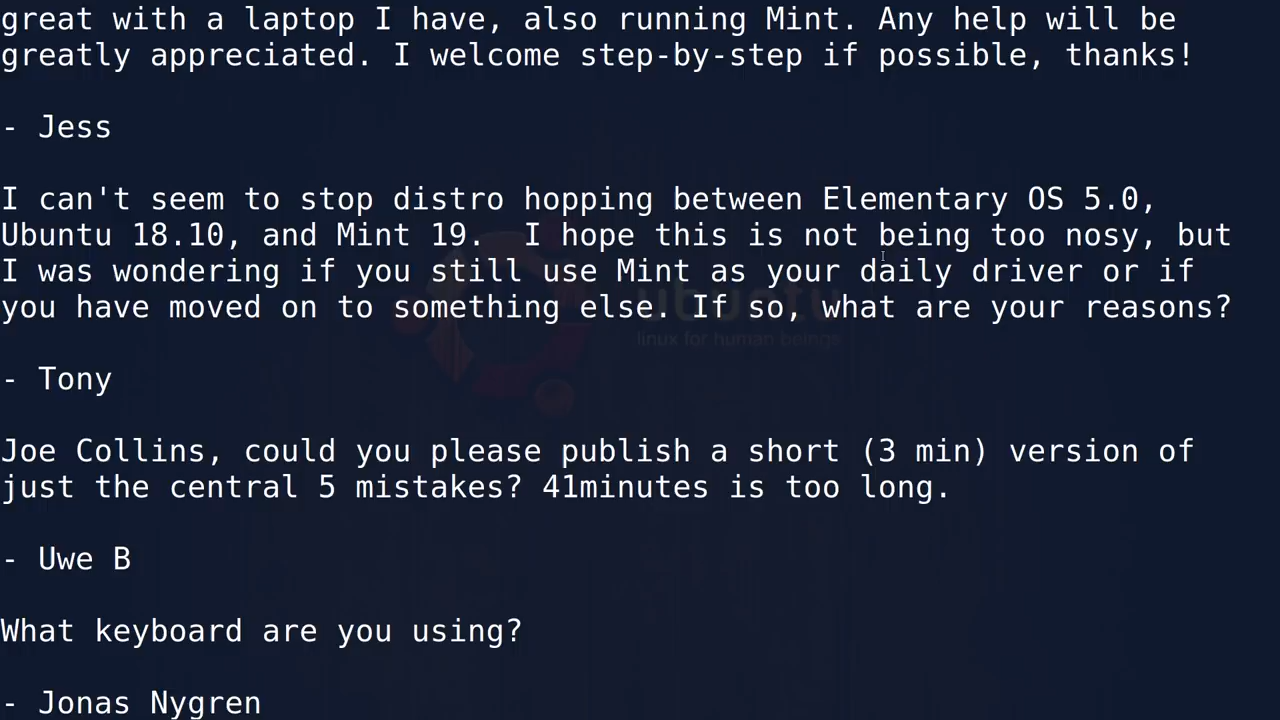 great with a laptop I have, also running Mint. Any help will be
greatly appreciated. I welcome step-by-step if possible, thanks!
- Jess
I can't seem to stop distro hopping between Elementary OS 5.0,
Ubuntu 18.10, and Mint 19.  I hope this is not being too nosy, but
I was wondering if you still use Mint as your daily driver or if
you have moved on to something else. If so, what are your reasons?
ubuntu
linux for human beings
- Tony
Joe Collins, could you please publish a short (3 min) version of
just the central 5 mistakes? 41minutes is too long.
- Uwe B
What keyboard are you using?
- Jonas Nygren